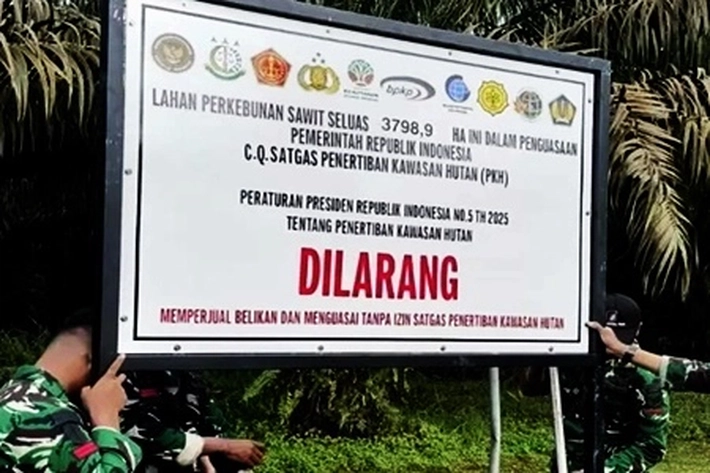 bpkp
LAHAN PERKEBUNAN SAWIT SELUAS 3798,9 HA INI DALAM PENGUASAAN
PEMERINTAH REPUBLIK INDONESIA
C.Q.SATGAS PENERTIBAN KAWASAN HUTAN (PKH)
PERATURAN PRESIDEN REPUBLIK INDONESIA NO.5 TH 2025
TENTANG PENERTIBAN KAWASAN HUTAN
DILARANG
MEMPERJUAL BELIKAN DAN MENGUASAI TANPA IZIN SATGAS PENERTIBAN KAWASAN HUTAN